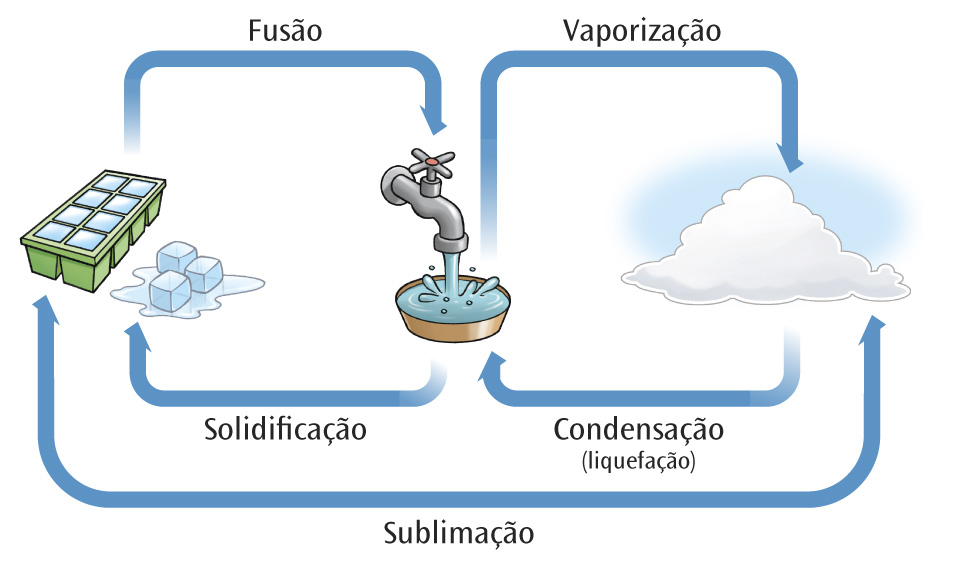 Fusão
Vaporização
Solidificação
Condensação
(liquefação)
Sublimação